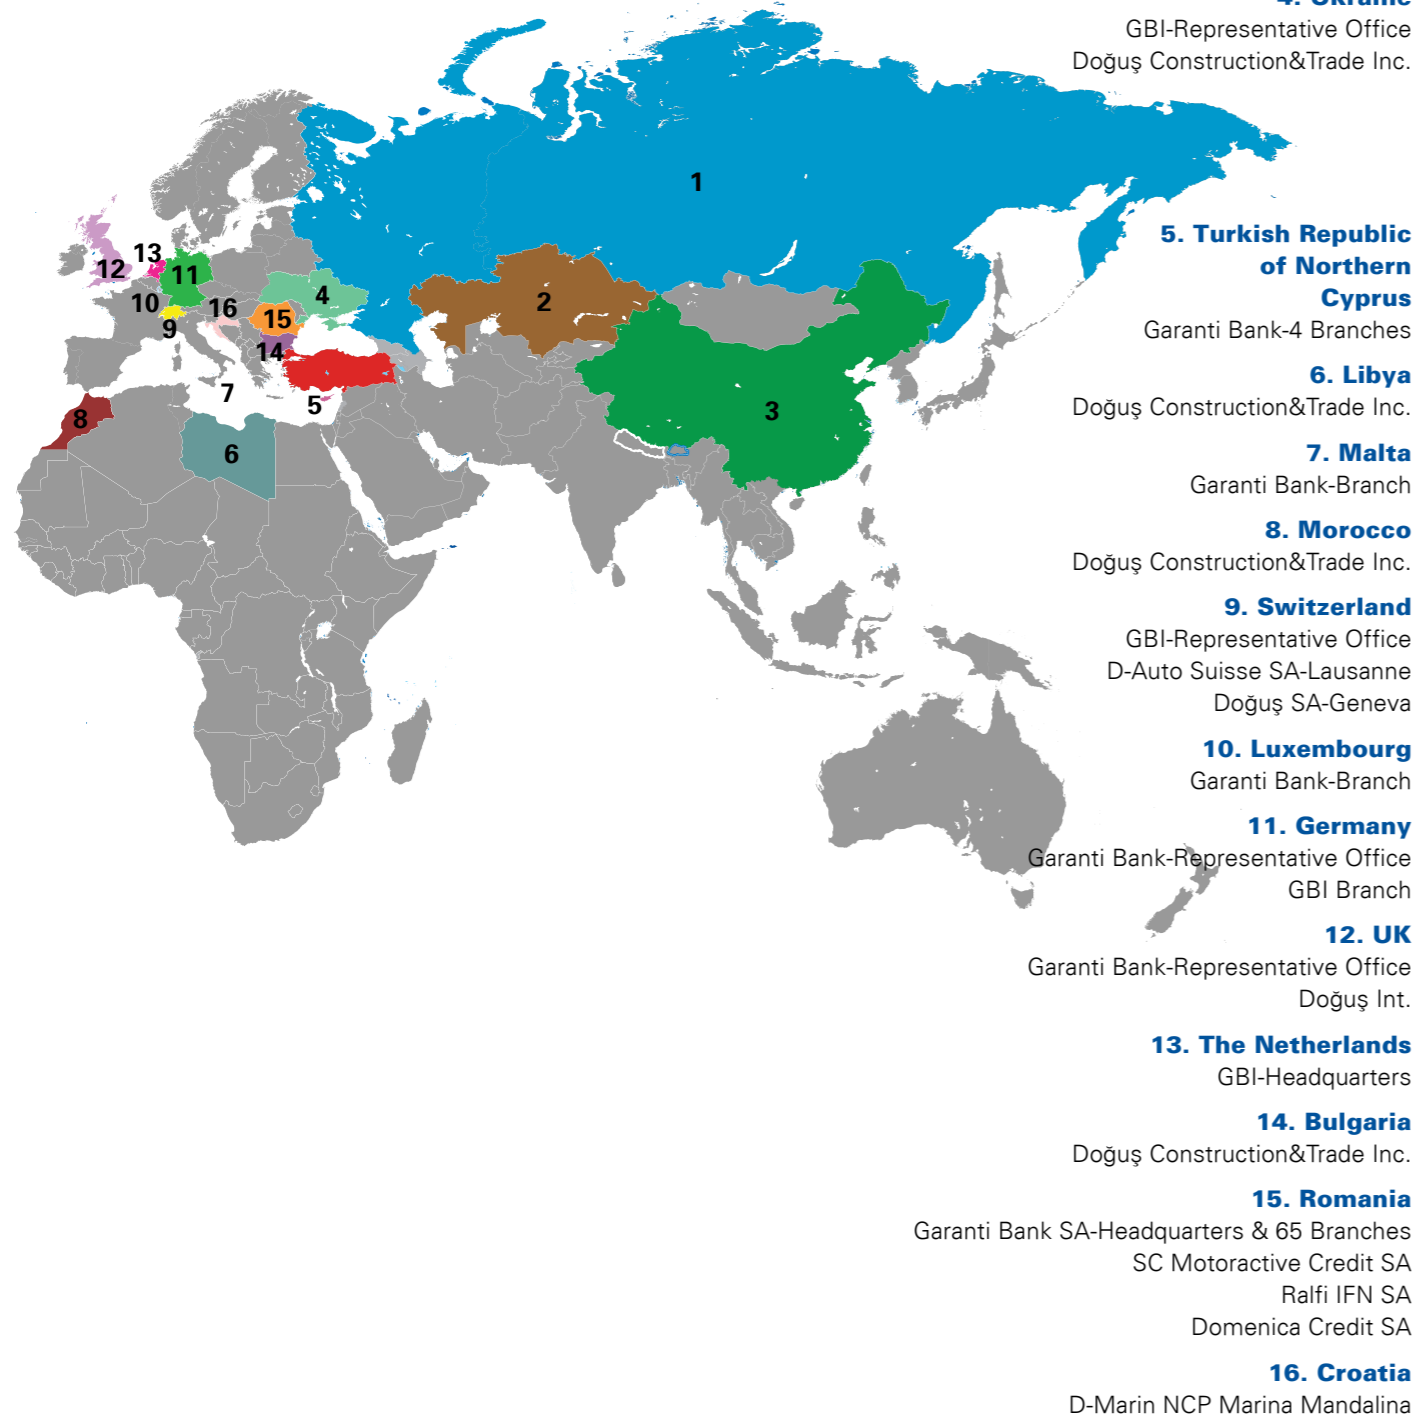 4. Ukraine
GBI-Representative Office
Doğuş Construction&Trade Inc.
5. Turkish Republic
of Northern
Cyprus
Garanti Bank-4 Branches
6. Libya
Doğuş Construction&Trade Inc.
7. Malta
Garanti Bank-Branch
8. Morocco
Doğuş Construction&Trade Inc.
9. Switzerland
GBI-Representative Office
D-Auto Suisse SA-Lausanne
Doğuş SA-Geneva
10. Luxembourg
Garanti Bank-Branch
11. Germany
Garanti Bank-Representative Office
GBI Branch
12. UK
Garanti Bank-Representative Office
Doğuş Int.
13. The Netherlands
GBI-Headquarters
14. Bulgaria
Doğuş Construction&Trade Inc.
15. Romania
Garanti Bank SA-Headquarters & 65 Branches
SC Motoractive Credit SA
Ralfi IFN SA
Domenica Credit SA
16. Croatia
D-Marin NCP Marina Mandalina
1
13
12
11
10
16
4
2
15
9
14
7
5
3
8
6